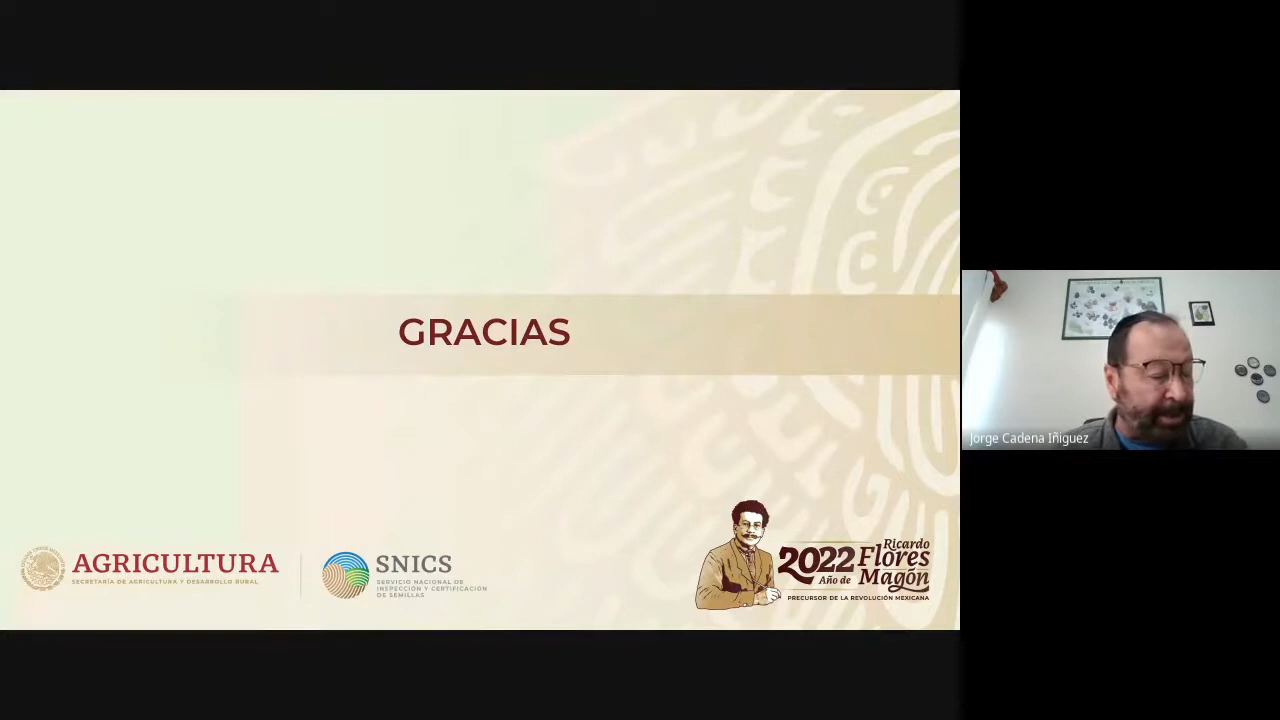 GRACIAS
AGRICULTURA
SECRETARÍA DE AGRICULTURA Y DESARROLLO RURAL
SNICS
SERVICIO NACIONAL DE
INSPECCIÓN Y CERTIFICACIÓN
DE SEMILLAS
2022
Año de
Ricardo
Flores
Magón
PRECURSOR DE LA REVOLUCIÓN MEXICANA
Jorge Cadena Iñiguez